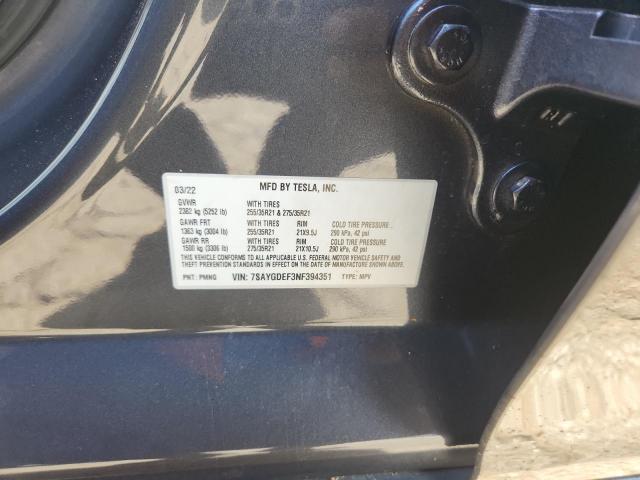 03/22 MFD BY TESLA, INC.
GVWR WITH TIRES
2382 kg (5252 lb) 255/35R21 & 275/35R21
GAWR FRT WITH TIRES RIM COLD TIRE PRESSURE
1363 kg (3004 lb) 255/35R21 21X9.5J 290 kPa, 42 psi
GAWR RR WITH TIRES RIM COLD TIRE PRESSURE
1500 kg (3306 lb) 275/35R21 21X10.5J 290 kPa, 42 psi
THIS VEHICLE CONFORMS TO ALL APPLICABLE U.S. FEDERAL MOTOR VEHICLE SAFETY AND
THEFT PREVENTION STANDARDS IN EFFECT ON THE DATE OF MANUFACTURE SHOWN ABOVE.
PNT: PMNG VIN: 7SAYGDEF3NF394351 TYPE: MPV